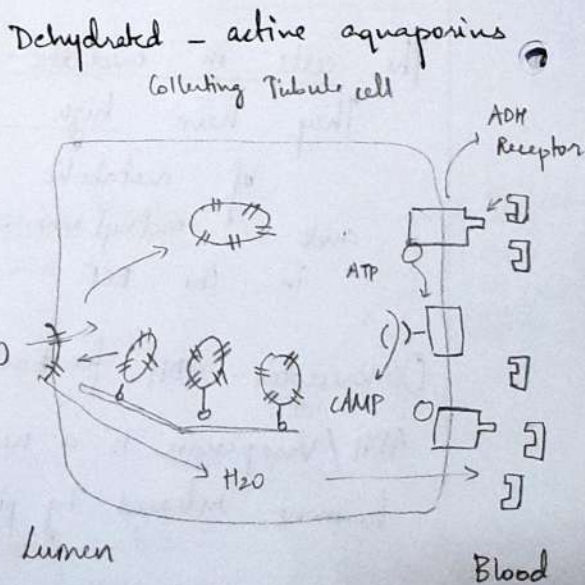 Dehydrated - active aquaporins
Collecting Tubule cell
ADH
Receptor
ATP
CAMP
H2O
Lumen
Blood